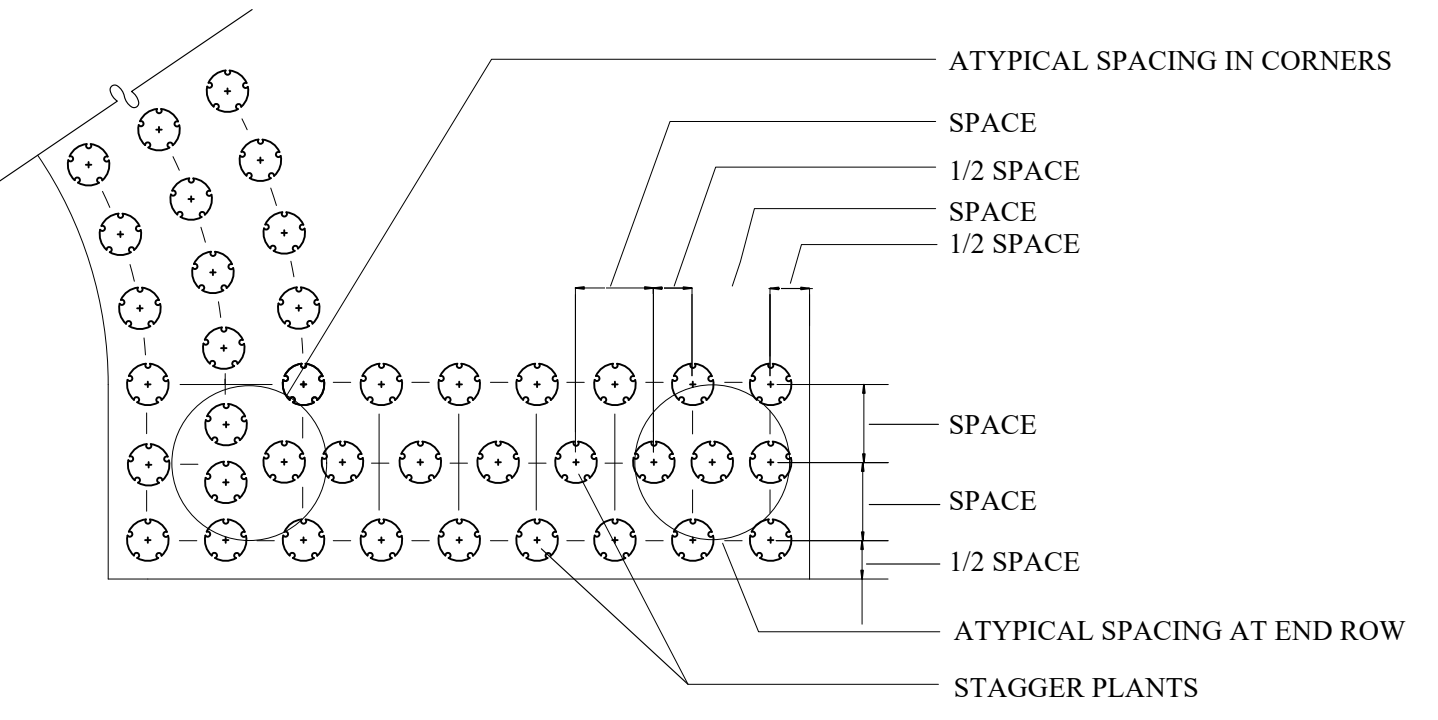 ATYPICAL SPACING IN CORNERS
SPACE
1/2 SPACE
SPACE
1/2 SPACE
SPACE
SPACE
1/2 SPACE
ATYPICAL SPACING AT END ROW
STAGGER PLANTS